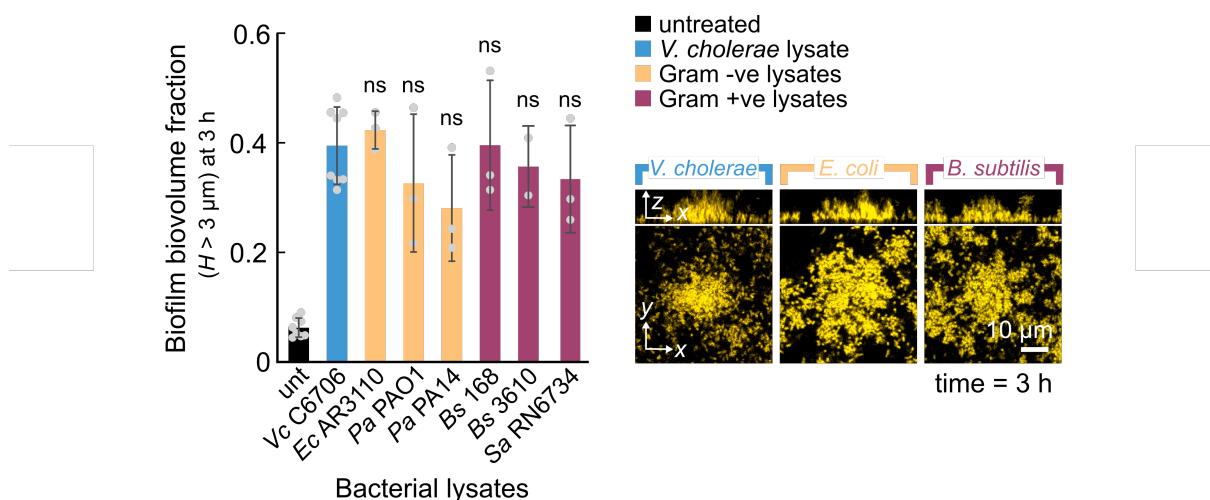 Biofilm biovolume fraction
(H > 3 μm) at 3 h
0.6
0.4
0.2
0
ns
ns
ns
ns
ns
ns
unt
Vc C6706
Ec AR3110
Pa PAO1
Pa PA14
Bs 168
Bs 3610
Sa RN6734
Bacterial lysates
untreated
V. cholerae lysate
Gram -ve lysates
Gram +ve lysates
V. cholerae
E. coli
B. subtilis
z
x
y
x
10 μm
time = 3 h